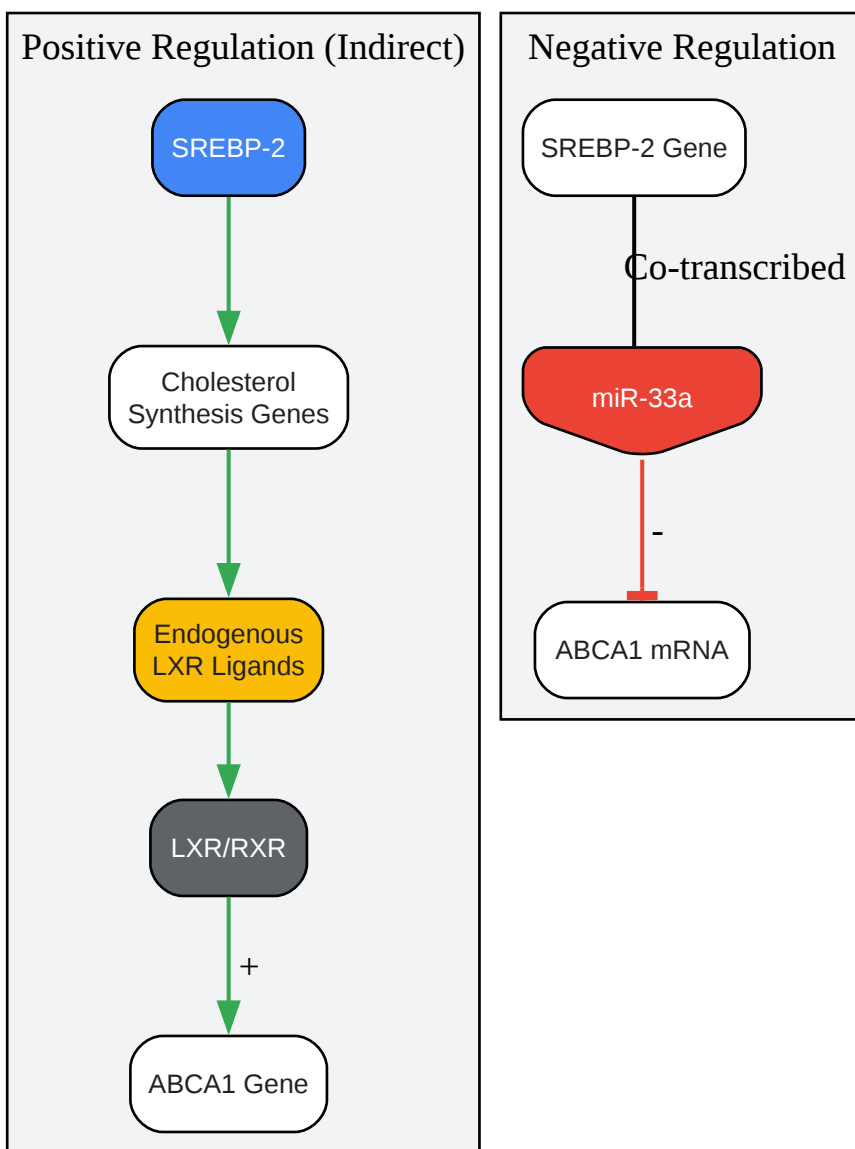 Positive Regulation (Indirect)
SREBP-2
Cholesterol
Synthesis Genes
Endogenous
LXR Ligands
LXR/RXR
+
ABCA1 Gene
Negative Regulation
SREBP-2 Gene
Co-transcribed
miR-33a
-
ABCA1 mRNA